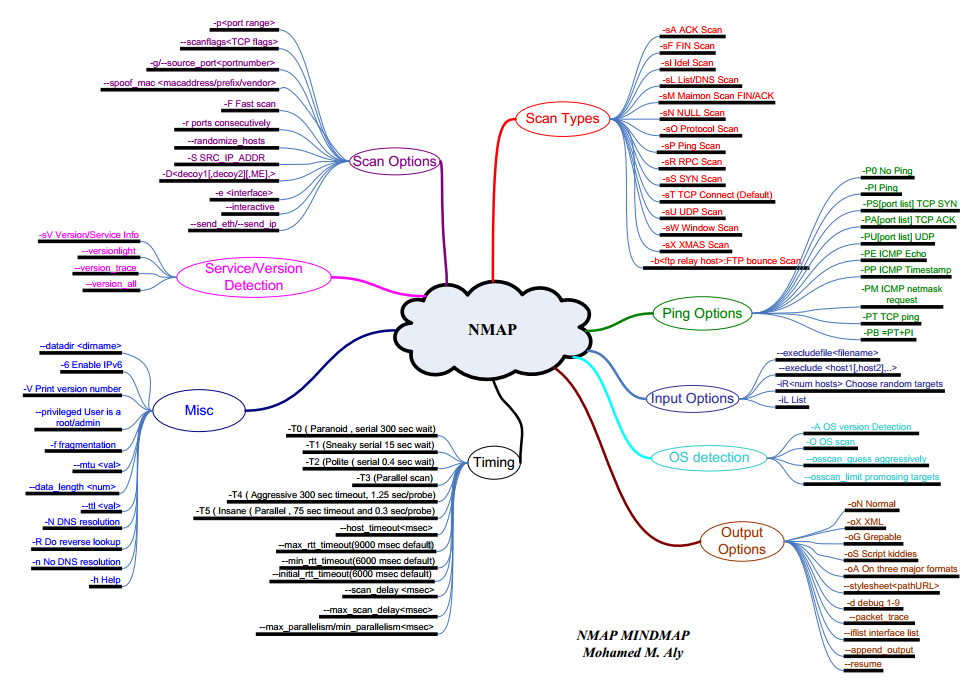 -p<port range>
--scanflags<TCP flags>
-g/--source_port<portnumber>
--spoof_mac <macaddress/prefix/vendor>
-F Fast scan
-r ports consecutively
--randomize_hosts
-S SRC_IP_ADDR
-D<decoy1[,decoy2][,ME],>
-e <interface>
--interactive
--send_eth/--send_ip
Scan Options
-sV Version/Service Info
--versionlight
--version_trace
--version_all
Service/Version
Detection
--datadir <dirname>
-6 Enable IPv6
-V Print version number
--privileged User is a
root/admin
-f fragmentation
--mtu <val>
--data_length <num>
--ttl <val>
-N DNS resolution
-R Do reverse lookup
-n No DNS resolution
-h Help
Misc
-T0 ( Paranoid , serial 300 sec wait)
-T1 (Sneaky serial 15 sec wait)
-T2 (Polite ( serial 0.4 sec wait)
-T3 (Parallel scan)
-T4 ( Aggressive 300 sec timeout, 1.25 sec/probe)
-T5 ( Insane ( Parallel , 75 sec timeout and 0.3 sec/probe)
--host_timeout<msec>
--max_rtt_timeout(9000 msec default)
--min_rtt_timeout(6000 msec default)
--initial_rtt_timeout(6000 msec default)
--scan_delay <msec>
--max_scan_delay<msec>
--max_parallelism/min_parallelism<msec>
Timing
NMAP
Scan Types
-sA ACK Scan
-sF FIN Scan
-sI Idel Scan
-sL List/DNS Scan
-sM Maimon Scan FIN/ACK
-sN NULL Scan
-sO Protocol Scan
-sP Ping Scan
-sR RPC Scan
-sS SYN Scan
-sT TCP Connect (Default)
-sU UDP Scan
-sW Window Scan
-sX XMAS Scan
-b<ftp relay host>:FTP bounce Scan
Ping Options
-P0 No Ping
-PI Ping
-PS[port list] TCP SYN
-PA[port list] TCP ACK
-PU[port list] UDP
-PE ICMP Echo
-PP ICMP Timestamp
-PM ICMP netmask
request
-PT TCP ping
-PB =PT+PI
Input Options
--execludefile<filename>
--execlude <host1[,host2],..>
-iR<num hosts> Choose random targets
-iL List
OS detection
-A OS version Detection
-O OS scan
--osscan_guess aggressively
--osscan_limit promosing targets
Output
Options
-oN Normal
-oX XML
-oG Grepable
-oS Script kiddies
-oA On three major formats
--stylesheet<pathURL>
-d debug 1-9
--packet_trace
--iflist interface list
--append_output
--resume
NMAP MINDMAP
Mohamed M. Aly